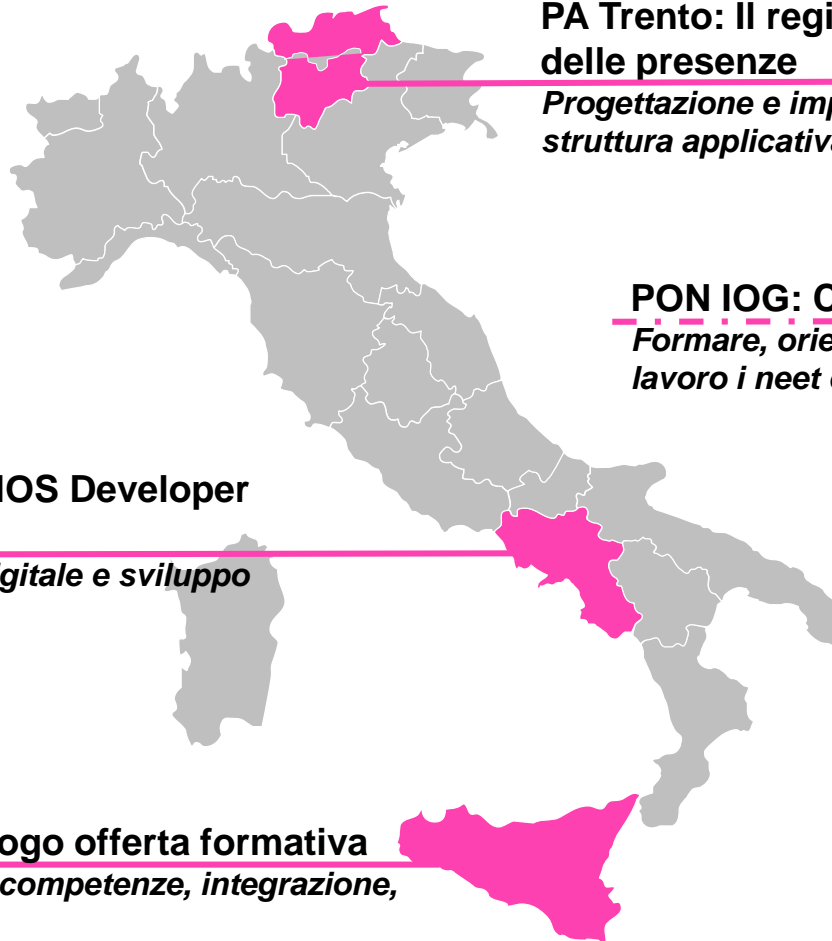 PA Trento: Il regi
delle presenze
Progettazione e imp
struttura applicativa
PON IOG: C
Formare, orie
lavoro i neet
IOS Developer
igitale e sviluppo
ogo offerta formativa
competenze, integrazione,